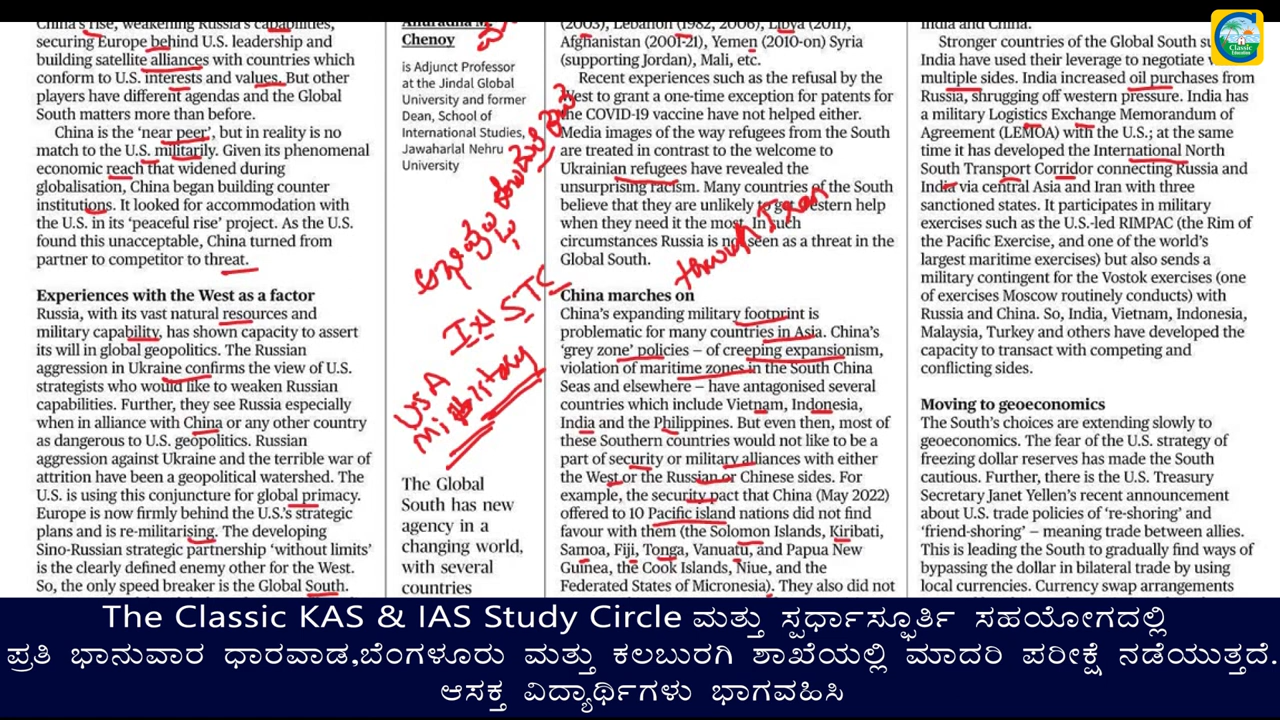 China's rise, weakening Russia's capabilities,
securing Europe behind U.S. leadership and
building satellite alliances with countries which
conform to U.S. interests and values. But other
players have different agendas and the Global
South matters more than before.
China is the 'near peer', but in reality is no
match to the U.S. militarily. Given its phenomenal
economic reach that widened during
globalisation, China began building counter
institutions. It looked for accommodation with
the U.S. in its 'peaceful rise' project. As the U.S.
found this unacceptable, China turned from
partner to competitor to threat.
Experiences with the West as a factor
Russia, with its vast natural resources and
military capability, has shown capacity to assert
its will in global geopolitics. The Russian
aggression in Ukraine confirms the view of U.S.
strategists who would like to weaken Russian
capabilities. Further, they see Russia especially
when in alliance with China or any other country
as dangerous to U.S. geopolitics. Russian
aggression against Ukraine and the terrible war of
attrition have been a geopolitical watershed. The
U.S. is using this conjuncture for global primacy.
Europe is now firmly behind the U.S.'s strategic
plans and is re-militarising. The developing
Sino-Russian strategic partnership 'without limits'
is the clearly defined enemy other for the West.
So, the only speed breaker is the Global South.
Anuradha M.
Chenoy
is Adjunct Professor
at the Jindal Global
University and former
Dean, School of
International Studies,
Jawaharlal Nehru
University
IN STC
USA
Military
The Global
South has new
agency in a
changing world,
with several
countries
(2003), Lebanon (1982, 2006), Libya (2011),
Afghanistan (2001-21), Yemen (2010-on) Syria
(supporting Jordan), Mali, etc.
Recent experiences such as the refusal by the
West to grant a one-time exception for patents for
the COVID-19 vaccine have not helped either.
Media images of the way refugees from the South
are treated in contrast to the welcome to
Ukrainian refugees have revealed the
unsurprising racism. Many countries of the South
believe that they are unlikely to get western help
when they need it the most. In such
circumstances Russia is not seen as a threat in the
Global South.
through Iran
China marches on
China's expanding military footprint is
problematic for many countries in Asia. China's
'grey zone' policies – of creeping expansionism,
violation of maritime zones in the South China
Seas and elsewhere – have antagonised several
countries which include Vietnam, Indonesia,
India and the Philippines. But even then, most of
these Southern countries would not like to be a
part of security or military alliances with either
the West or the Russian or Chinese sides. For
example, the security pact that China (May 2022)
offered to 10 Pacific island nations did not find
favour with them (the Solomon Islands, Kiribati,
Samoa, Fiji, Tonga, Vanuatu, and Papua New
Guinea, the Cook Islands, Niue, and the
Federated States of Micronesia). They also did not
India and China.
Stronger countries of the Global South
India have used their leverage to negotiate
multiple sides. India increased oil purchases from
Russia, shrugging off western pressure. India has
a military Logistics Exchange Memorandum of
Agreement (LEMOA) with the U.S.; at the same
time it has developed the International North
South Transport Corridor connecting Russia and
India via central Asia and Iran with three
sanctioned states. It participates in military
exercises such as the U.S.-led RIMPAC (the Rim of
the Pacific Exercise, and one of the world's
largest maritime exercises) but also sends a
military contingent for the Vostok exercises (one
of exercises Moscow routinely conducts) with
Russia and China. So, India, Vietnam, Indonesia,
Malaysia, Turkey and others have developed the
capacity to transact with competing and
conflicting sides.
Moving to geoeconomics
The South's choices are extending slowly to
geoeconomics. The fear of the U.S. strategy of
freezing dollar reserves has made the South
cautious. Further, there is the U.S. Treasury
Secretary Janet Yellen's recent announcement
about U.S. trade policies of 're-shoring' and
'friend-shoring' – meaning trade between allies.
This is leading the South to gradually find ways of
bypassing the dollar in bilateral trade by using
local currencies. Currency swap arrangements
Classic
Education
The Classic KAS & IAS Study Circle ಮತ್ತು ಸ್ಪರ್ಧಾಸ್ಫೂರ್ತಿ ಸಹಯೋಗದಲ್ಲಿ
ಪ್ರತಿ ಭಾನುವಾರ ಧಾರವಾಡ,ಬೆಂಗಳೂರು ಮತ್ತು ಕಲಬುರಗಿ ಶಾಖೆಯಲ್ಲಿ ಮಾದರಿ ಪರೀಕ್ಷೆ ನಡೆಯುತ್ತದೆ.
ಆಸಕ್ತ ವಿದ್ಯಾರ್ಥಿಗಳು ಭಾಗವಹಿಸಿ